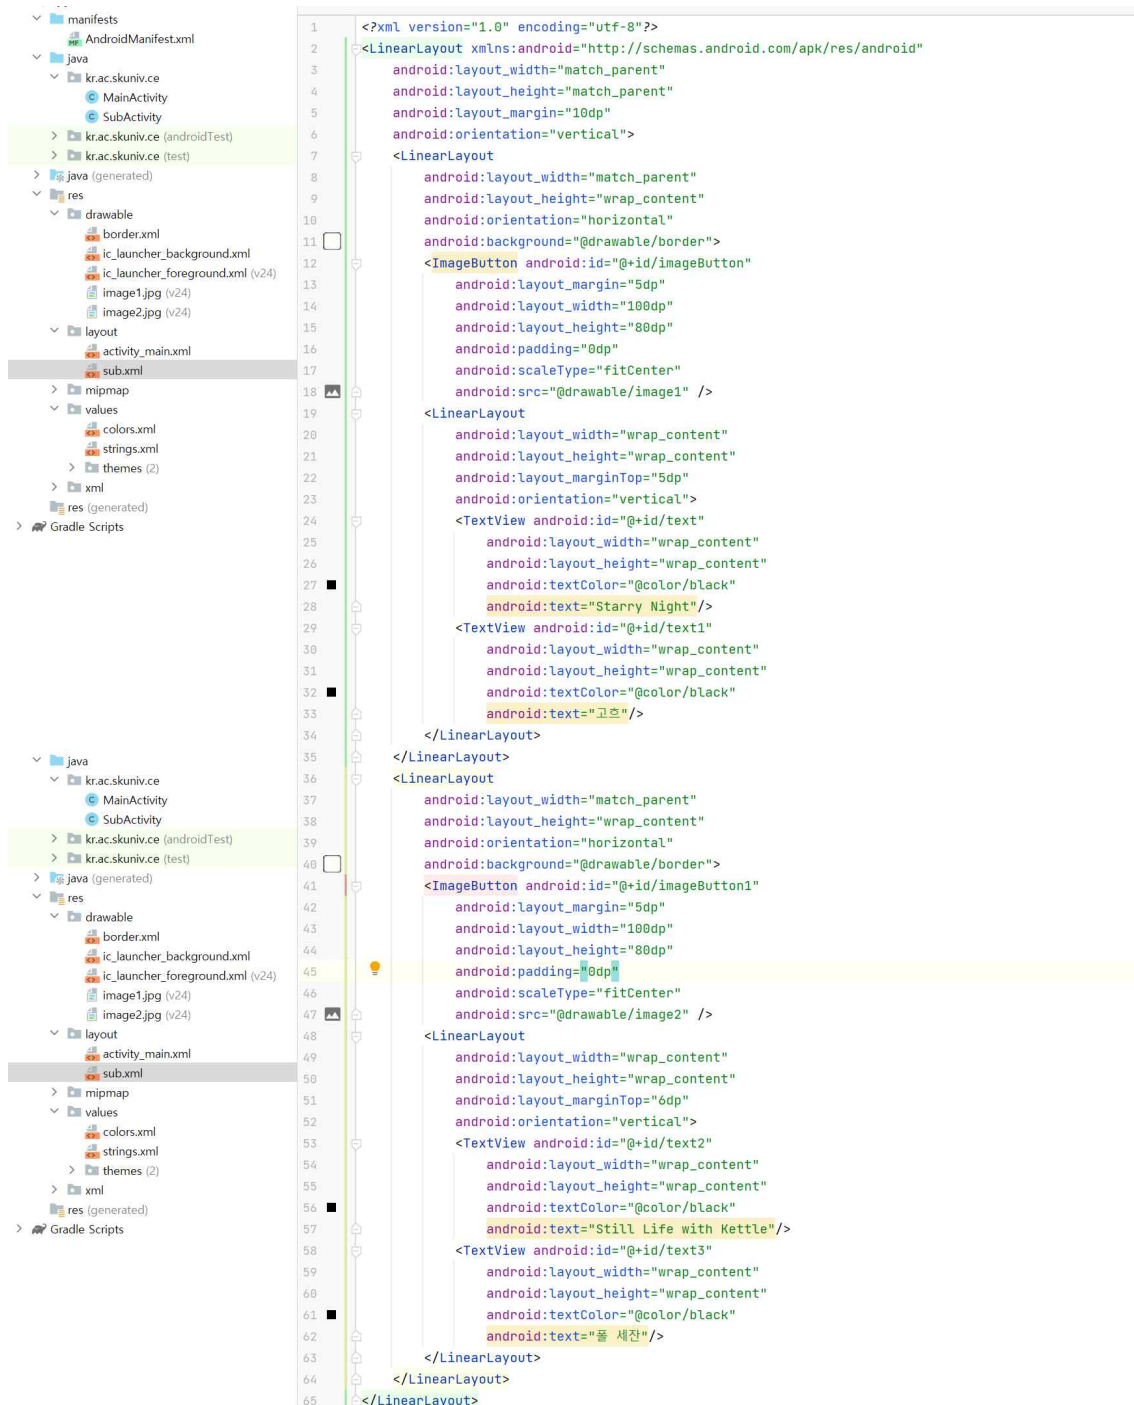 manifests
AndroidManifest.xml
java
kr.ac.skuniv.ce
MainActivity
SubActivity
kr.ac.skuniv.ce (androidTest)
kr.ac.skuniv.ce (test)
java (generated)
res
drawable
border.xml
ic_launcher_background.xml
ic_launcher_foreground.xml (v24)
image1.jpg (v24)
image2.jpg (v24)
layout
activity_main.xml
sub.xml
mipmap
values
colors.xml
strings.xml
themes (2)
xml
res (generated)
Gradle Scripts
java
kr.ac.skuniv.ce
MainActivity
SubActivity
kr.ac.skuniv.ce (androidTest)
kr.ac.skuniv.ce (test)
java (generated)
res
drawable
border.xml
ic_launcher_background.xml
ic_launcher_foreground.xml (v24)
image1.jpg (v24)
image2.jpg (v24)
layout
activity_main.xml
sub.xml
mipmap
values
colors.xml
strings.xml
themes (2)
xml
res (generated)
Gradle Scripts
1 <?xml version="1.0" encoding="utf-8"?>
2 <LinearLayout xmlns:android="http://schemas.android.com/apk/res/android"
3 android:layout_width="match_parent"
4 android:layout_height="match_parent"
5 android:layout_margin="10dp"
6 android:orientation="vertical">
7 <LinearLayout
8 android:layout_width="match_parent"
9 android:layout_height="wrap_content"
10 android:orientation="horizontal"
11 android:background="@drawable/border">
12 <ImageButton android:id="@+id/imageButton"
13 android:layout_margin="5dp"
14 android:layout_width="100dp"
15 android:layout_height="80dp"
16 android:padding="0dp"
17 android:scaleType="fitCenter"
18 android:src="@drawable/image1" />
19 <LinearLayout
20 android:layout_width="wrap_content"
21 android:layout_height="wrap_content"
22 android:layout_marginTop="5dp"
23 android:orientation="vertical">
24 <TextView android:id="@+id/text"
25 android:layout_width="wrap_content"
26 android:layout_height="wrap_content"
27 android:textColor="@color/black"
28 android:text="Starry Night"/>
29 <TextView android:id="@+id/text1"
30 android:layout_width="wrap_content"
31 android:layout_height="wrap_content"
32 android:textColor="@color/black"
33 android:text="고흐"/>
34 </LinearLayout>
35 </LinearLayout>
36 <LinearLayout
37 android:layout_width="match_parent"
38 android:layout_height="wrap_content"
39 android:orientation="horizontal"
40 android:background="@drawable/border">
41 <ImageButton android:id="@+id/imageButton1"
42 android:layout_margin="5dp"
43 android:layout_width="100dp"
44 android:layout_height="80dp"
45 android:padding="0dp"
46 android:scaleType="fitCenter"
47 android:src="@drawable/image2" />
48 <LinearLayout
49 android:layout_width="wrap_content"
50 android:layout_height="wrap_content"
51 android:layout_marginTop="6dp"
52 android:orientation="vertical">
53 <TextView android:id="@+id/text2"
54 android:layout_width="wrap_content"
55 android:layout_height="wrap_content"
56 android:textColor="@color/black"
57 android:text="Still Life with Kettle"/>
58 <TextView android:id="@+id/text3"
59 android:layout_width="wrap_content"
60 android:layout_height="wrap_content"
61 android:textColor="@color/black"
62 android:text="폴 세잔"/>
63 </LinearLayout>
64 </LinearLayout>
65 </LinearLayout>